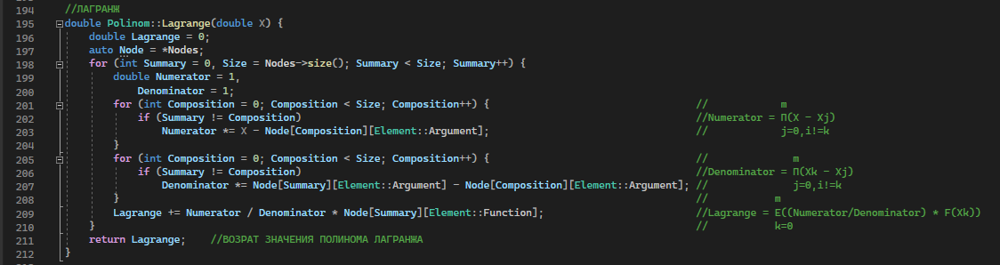 194 //ЛАГРАНЖ
195 double Polinom::Lagrange(double X) {
196 double Lagrange = 0;
197 auto Node = *Nodes;
198 for (int Summary = 0, Size = Nodes->size(); Summary < Size; Summary++) {
199 double Numerator = 1,
200 Denominator = 1;
201 for (int Composition = 0; Composition < Size; Composition++) { // m
202 if (Summary != Composition) //Numerator = П(X - Xj)
203 Numerator *= X - Node[Composition][Element::Argument]; // j=0,i!=k
204 }
205 for (int Composition = 0; Composition < Size; Composition++) { // m
206 if (Summary != Composition) //Denominator = П(Xk - Xj)
207 Denominator *= Node[Summary][Element::Argument] - Node[Composition][Element::Argument]; // j=0,i!=k
208 } // m
209 Lagrange += Numerator / Denominator * Node[Summary][Element::Function]; //Lagrange = E((Numerator/Denominator) * F(Xk))
210 } // k=0
211 return Lagrange; //ВОЗРАТ ЗНАЧЕНИЯ ПОЛИНОМА ЛАГРАНЖА
212 }